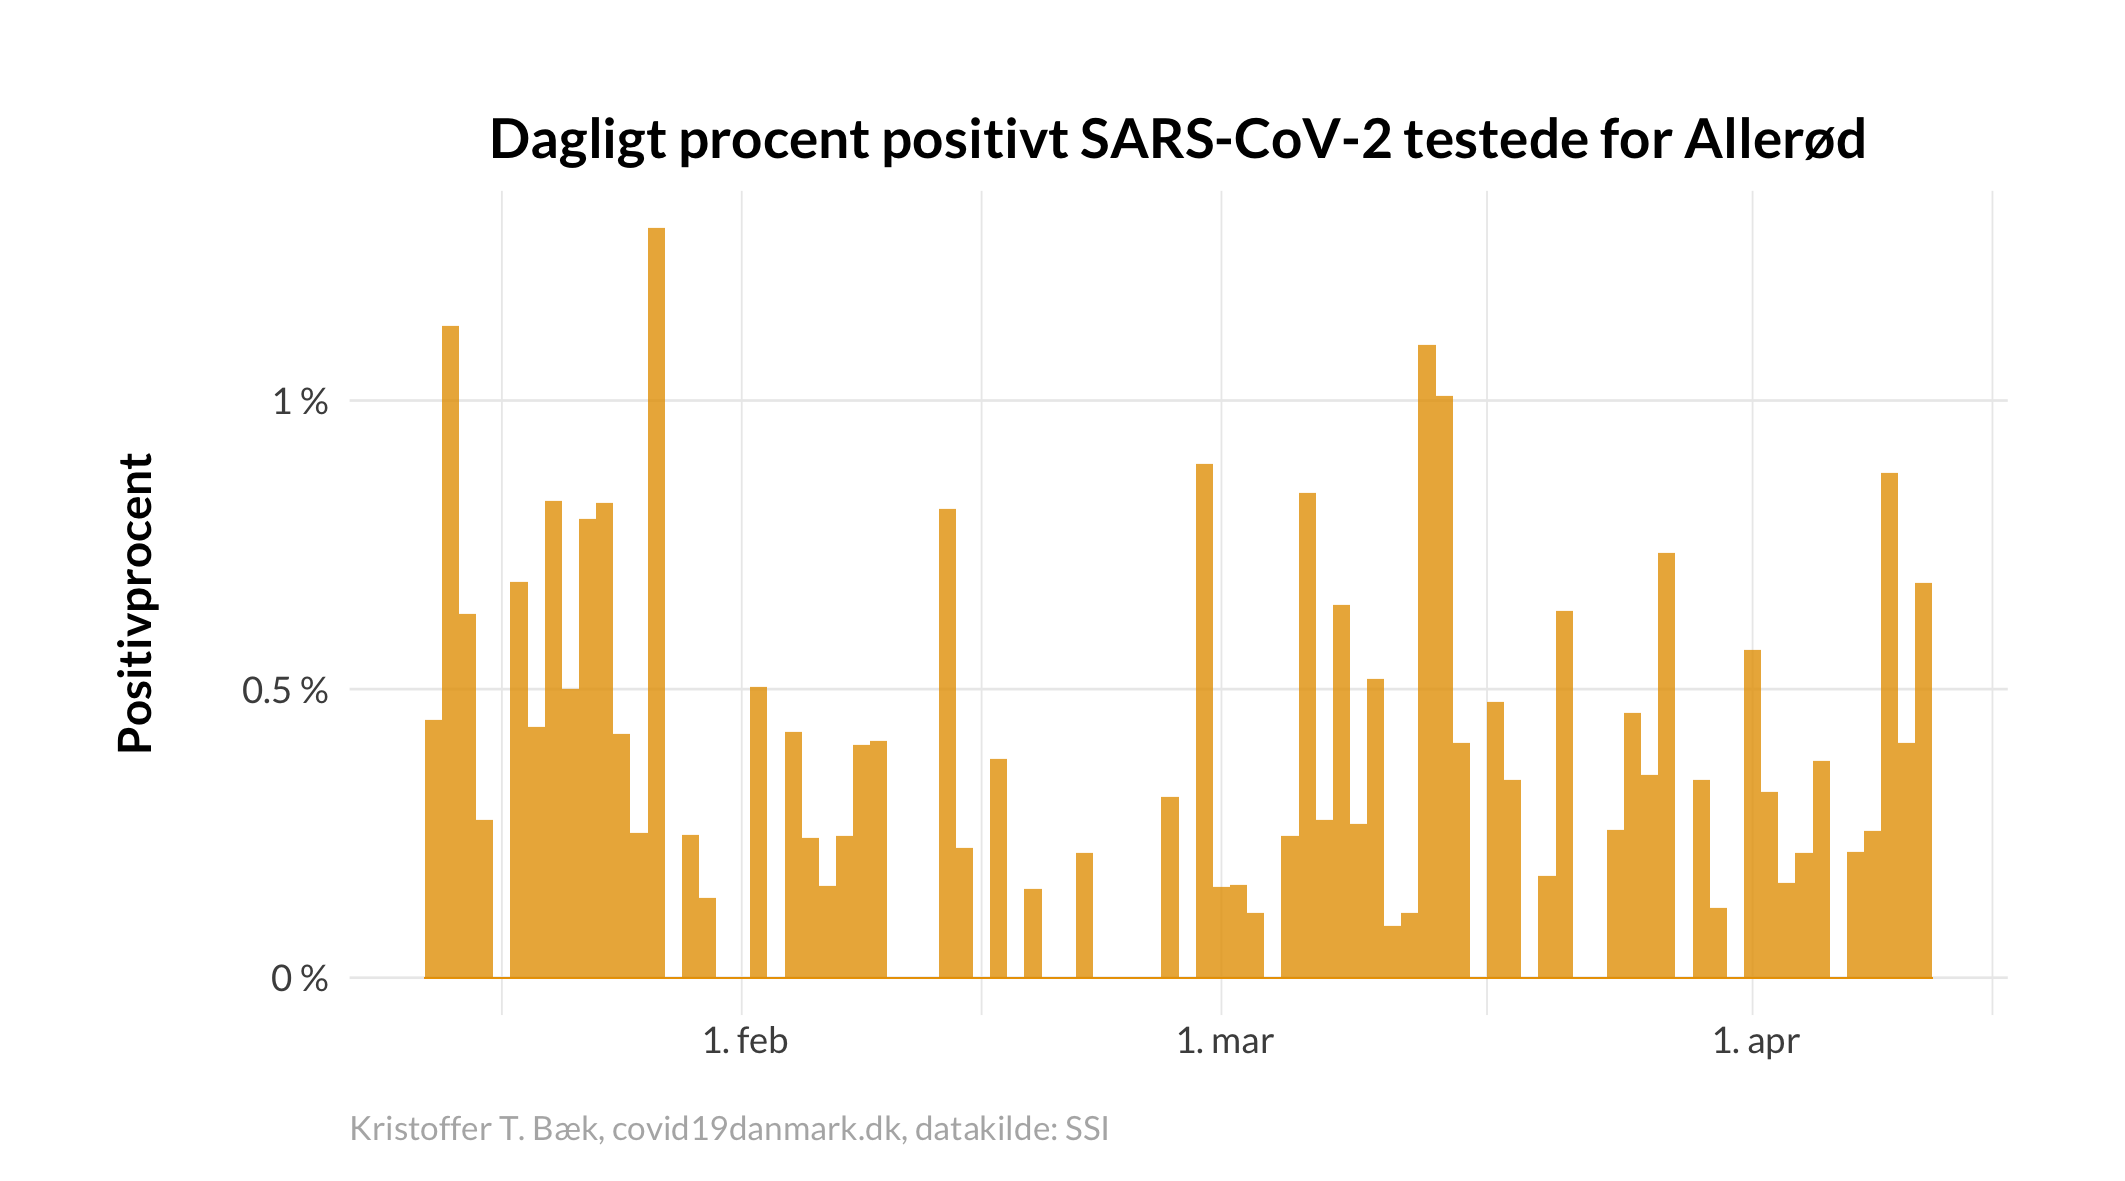 Dagligt procent positivt SARS-CoV-2 testede for Allerød
Positivprocent
1 %
0.5 %
0 %
1. feb
1. mar
1. apr
Kristoffer T. Bæk, covid19danmark.dk, datakilde: SSI